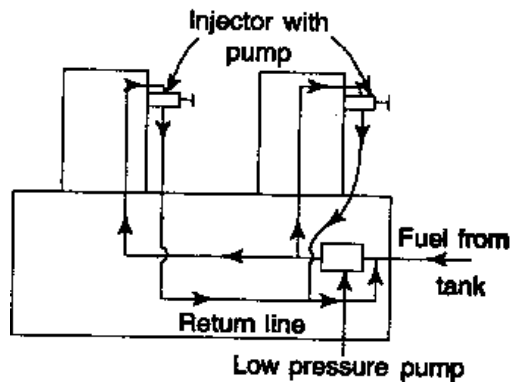 Injector with
pump
Fuel from
tank
Return line
Low pressure pump